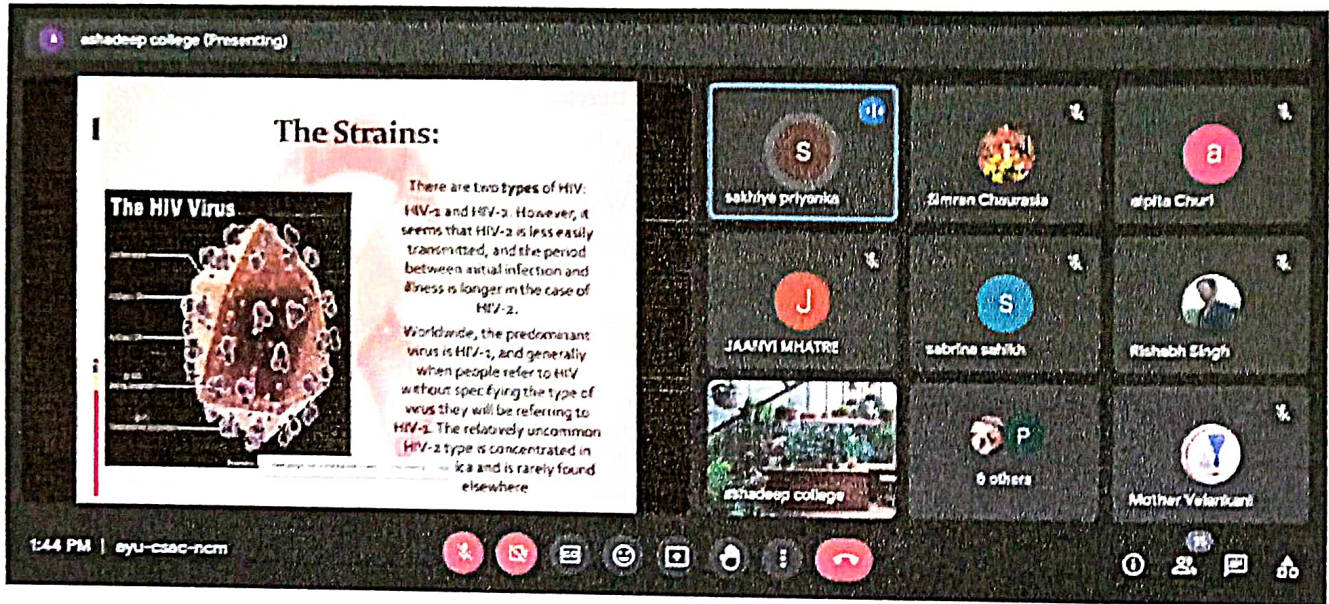 ashadeep college (Presenting)
The Strains:
The HIV Virus
There are two types of HIV:
HIV-1 and HIV-2. However, it
seems that HIV-2 is less easily
transmitted, and the period
between initial infection and
illness is longer in the case of
HIV-2.
Worldwide, the predominant
virus is HIV-1, and generally
when people refer to HIV
without specifying the type of
virus they will be referring to
HIV-1. The relatively uncommon
HIV-2 type is concentrated in
ica and is rarely found
elsewhere
S
sakhiye priyanka
Simran Chaurasia
a
alpita Churi
J
JAANVI MHATRE
S
sabrina sahikh
Rishabh Singh
ashadeep college
P
6 others
Mother Velankani
1:44 PM | ayu-csac-ncm
15